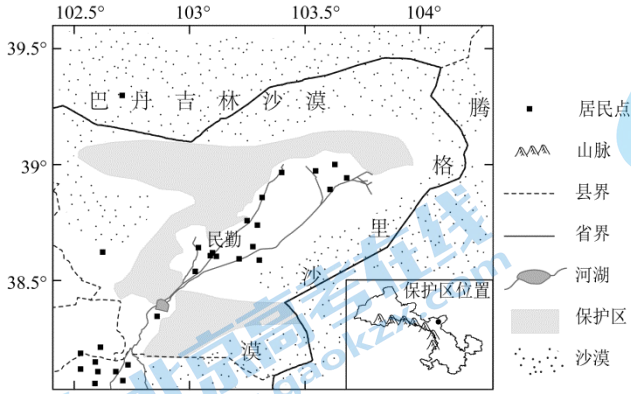 102.5° 103° 103.5° 104°
39.5°
39°
38.5°
巴丹吉林沙漠
腾格里沙漠
民勤
保护区位置
居民点
山脉
县界
省界
河湖
保护区
沙漠